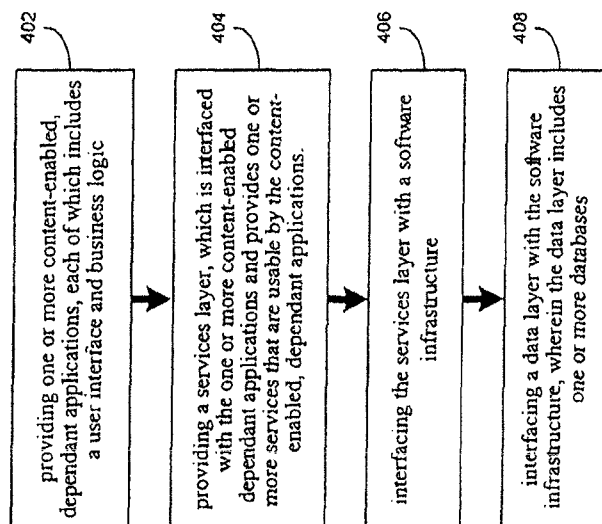 402
providing one or more content-enabled,
dependant applications, each of which includes
a user interface and business logic
404
providing a services layer, which is interfaced
with the one or more content-enabled
dependant applications and provides one or
more services that are usable by the content-
enabled, dependant applications.
406
interfacing the services layer with a software
infrastructure
408
interfacing a data layer with the software
infrastructure, wherein the data layer includes
one or more databases